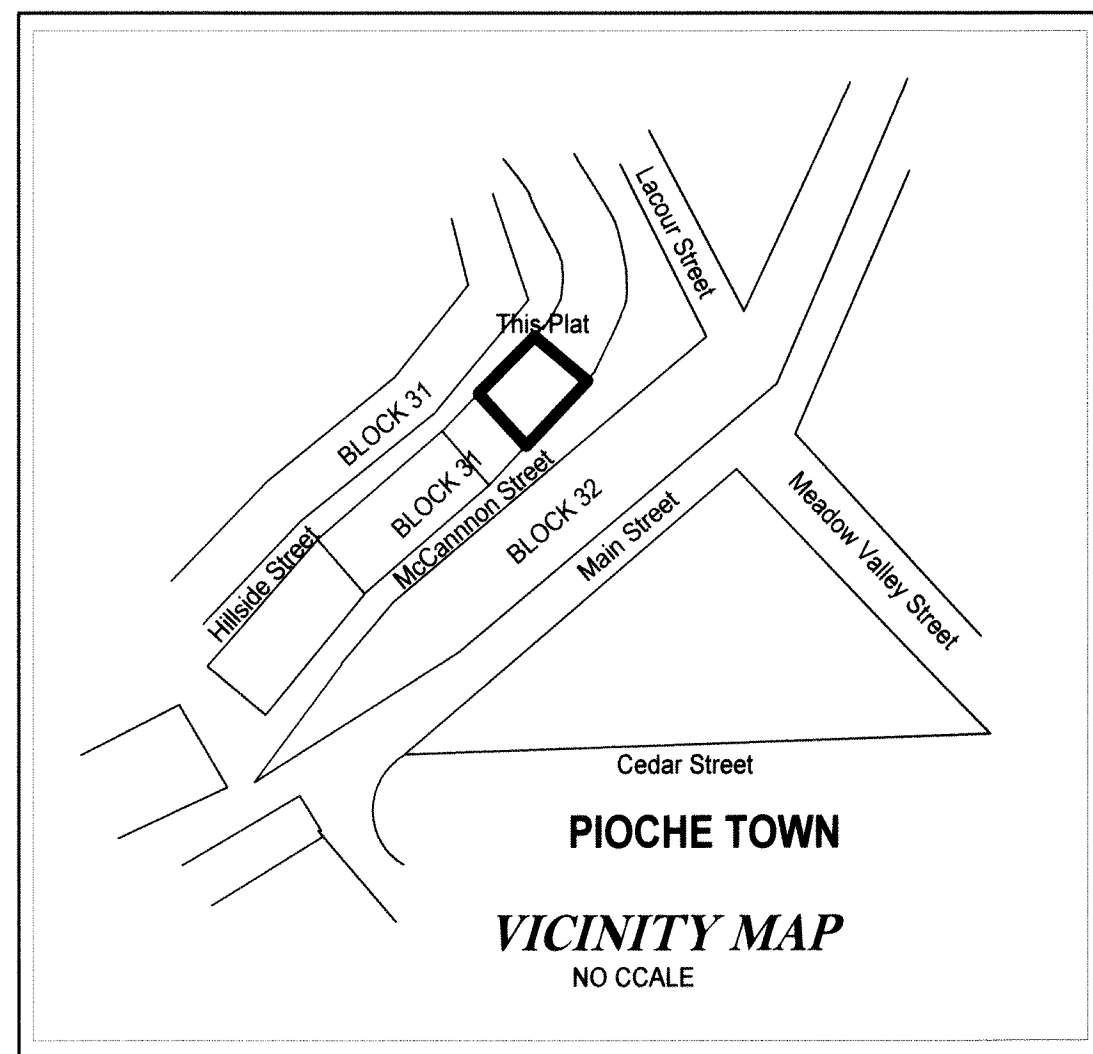 Lacour Street
This Plat
BLOCK 31
BLOCK 31
McCannnon Street
BLOCK 32
Main Street
Meadow Valley Street
Hillside Street
Cedar Street
PIOCHE TOWN
VICINITY MAP
NO CCALE